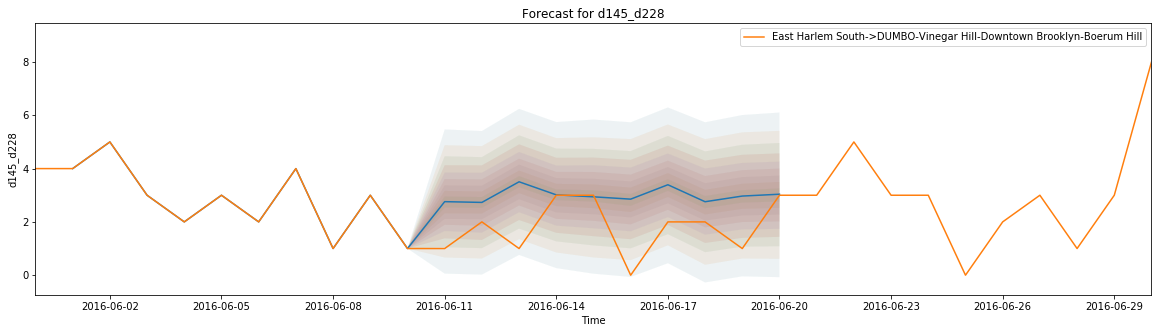 Forecast for d145_d228
East Harlem South->DUMBO-Vinegar Hill-Downtown Brooklyn-Boerum Hill
8
6
4
2
0
d145_d228
2016-06-02 2016-06-05 2016-06-08 2016-06-11 2016-06-14 2016-06-17 2016-06-20 2016-06-23 2016-06-26 2016-06-29
Time